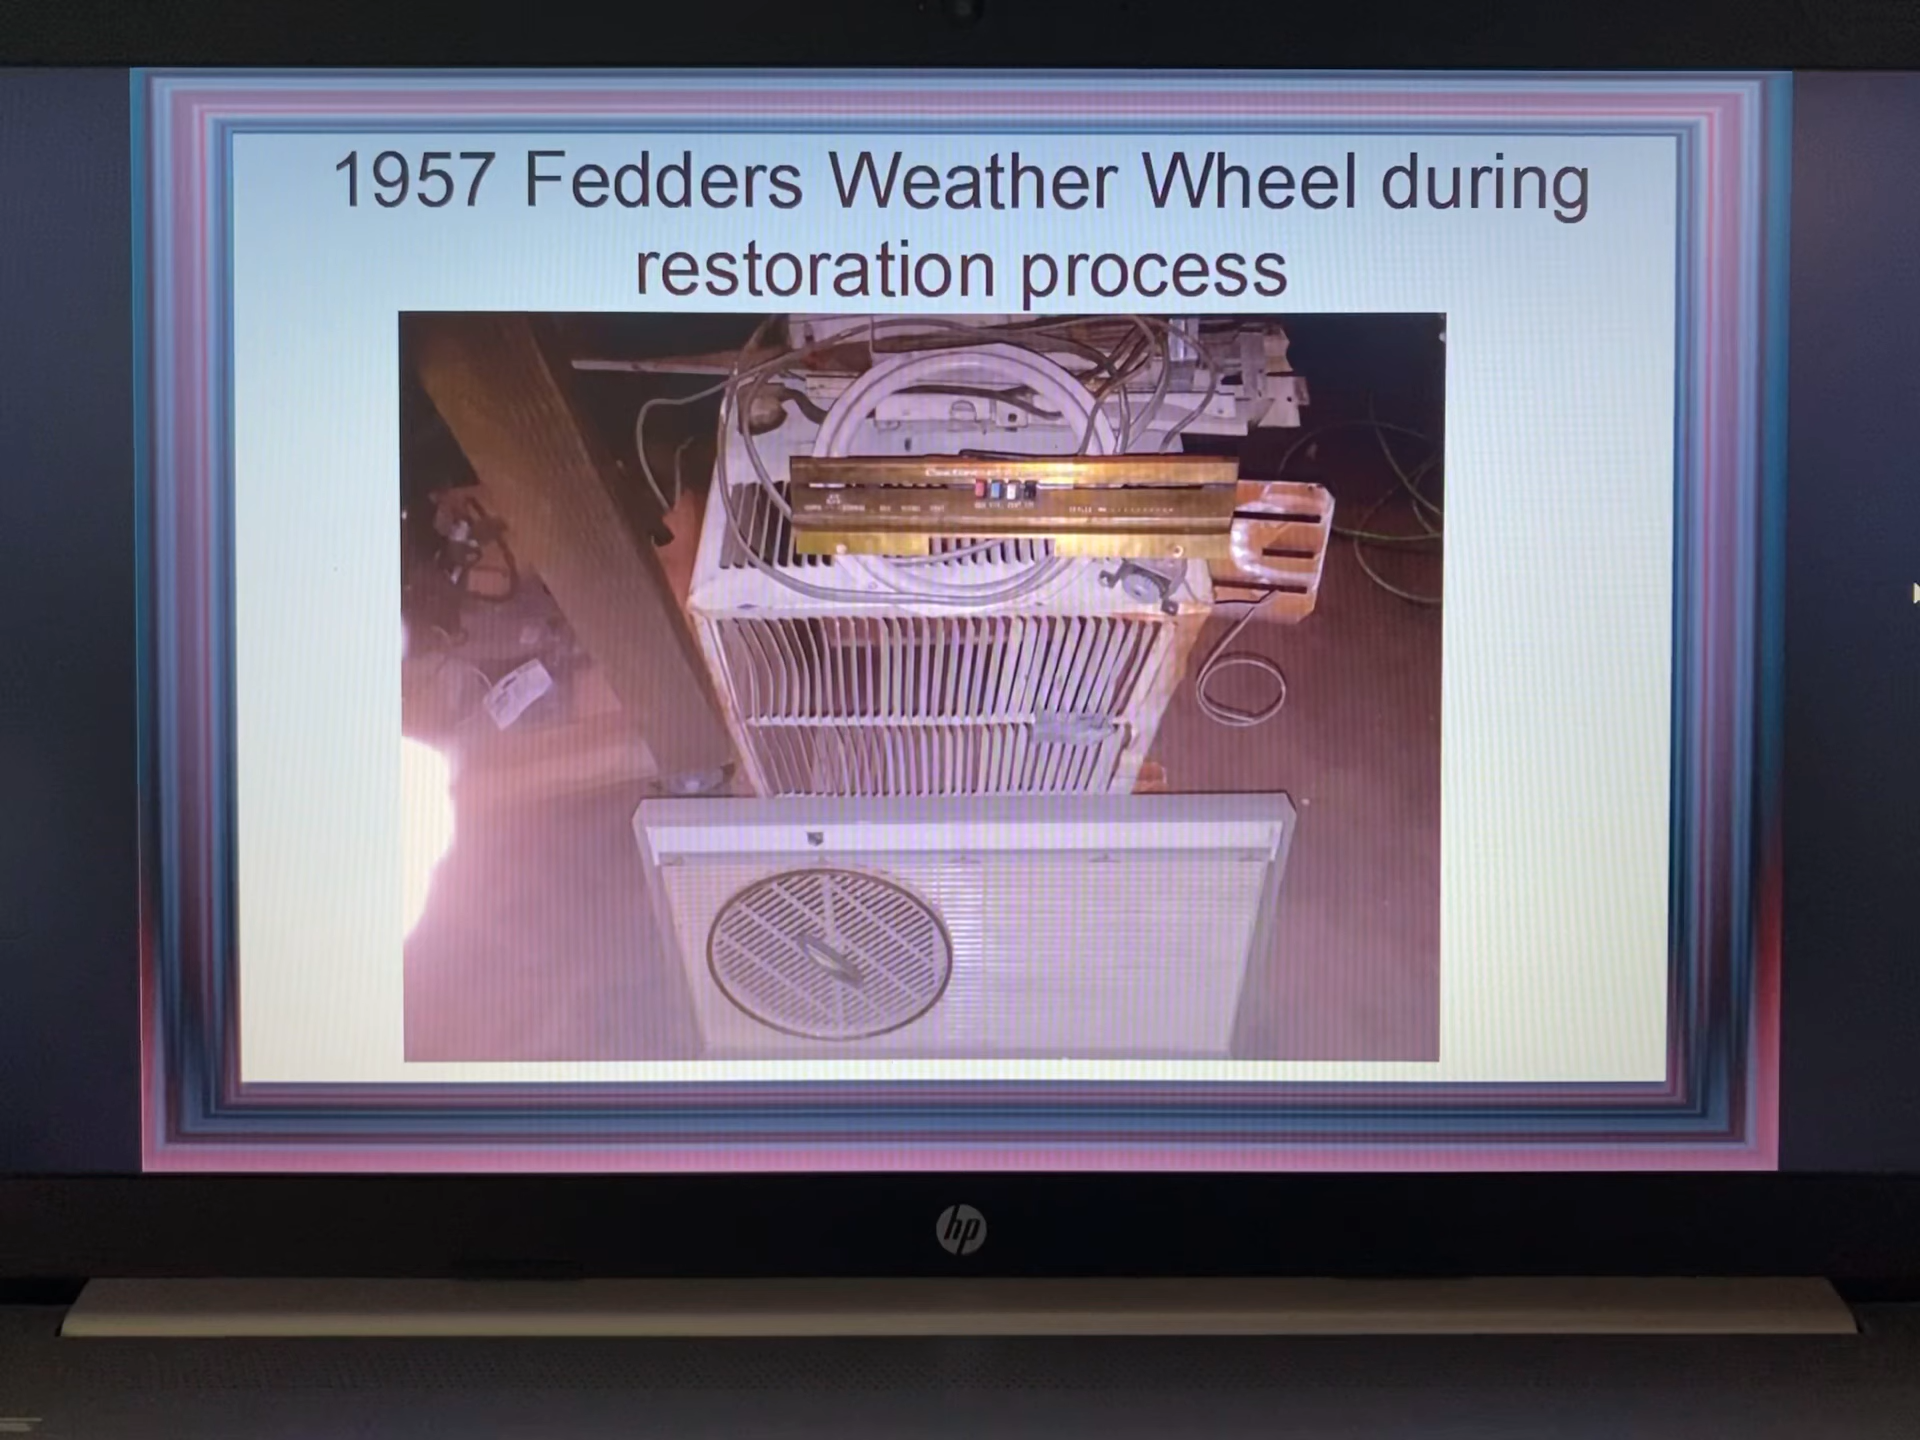 1957 Fedders Weather Wheel during
restoration process
hp